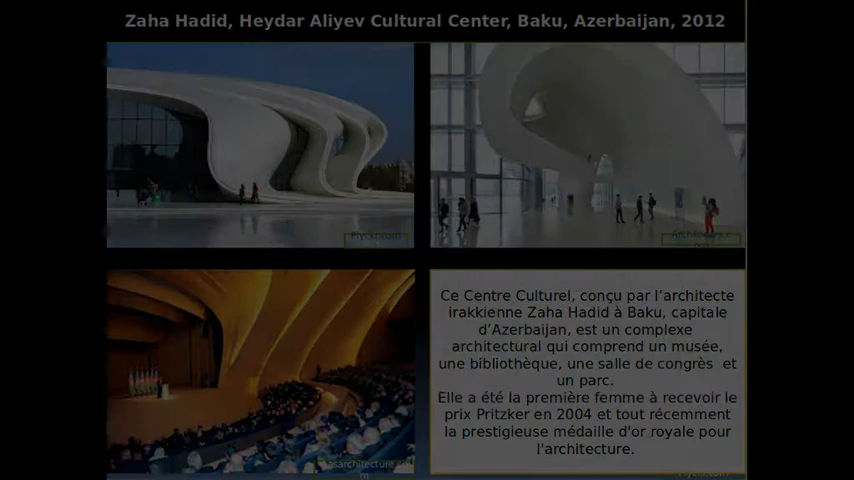 Zaha Hadid, Heydar Aliyev Cultural Center, Baku, Azerbaijan, 2012
Ce Centre Culturel, conçu par l’architecte
irakkienne Zaha Hadid à Baku, capitale
d’Azerbaijan, est un complexe
architectural qui comprend un musée,
une bibliothèque, une salle de congrès et
un parc.
Elle a été la première femme à recevoir le
prix Pritzker en 2004 et tout récemment
la prestigieuse médaille d'or royale pour
l'architecture.